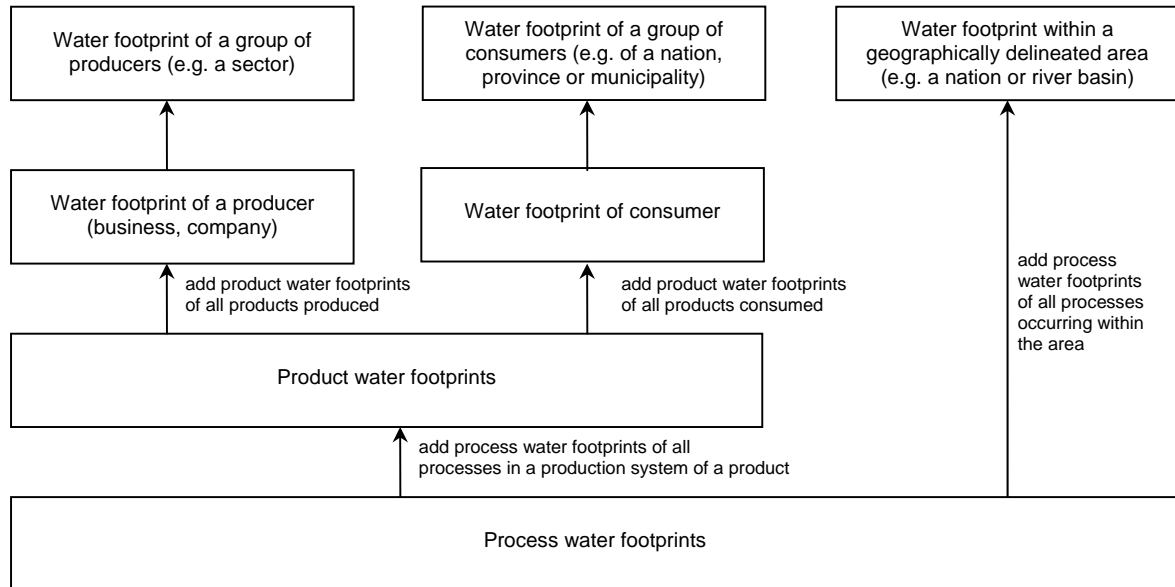 Water footprint of a group of
producers (e.g. a sector)
Water footprint of a group of
consumers (e.g. of a nation,
province or municipality)
Water footprint within a
geographically delineated area
(e.g. a nation or river basin)
Water footprint of a producer
(business, company)
Water footprint of consumer
add product water footprints
of all products produced
add product water footprints
of all products consumed
add process
water footprints
of all processes
occurring within
the area
Product water footprints
add process water footprints of all
processes in a production system of a product
Process water footprints